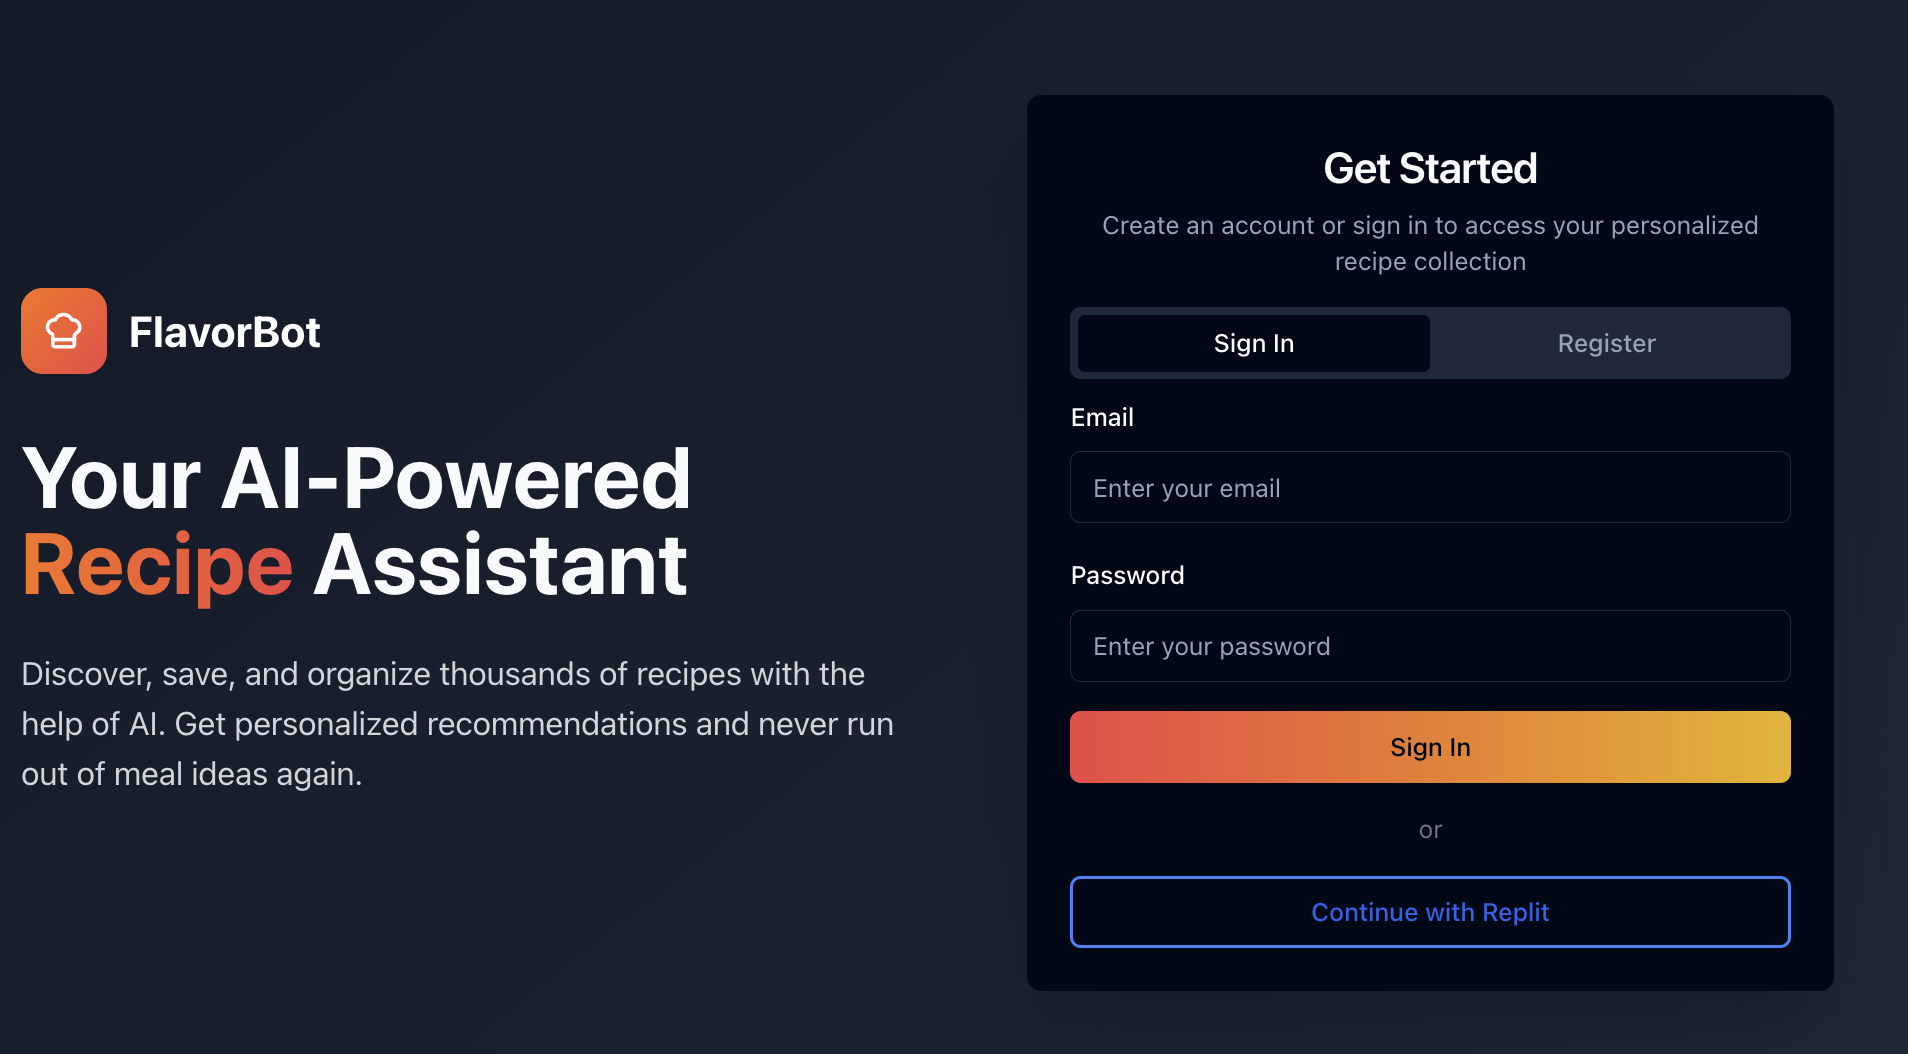 FlavorBot
Your AI-Powered
Recipe Assistant
Discover, save, and organize thousands of recipes with the
help of AI. Get personalized recommendations and never run
out of meal ideas again.
Get Started
Create an account or sign in to access your personalized
recipe collection
Sign In
Register
Email
Enter your email
Password
Enter your password
Sign In
or
Continue with Replit